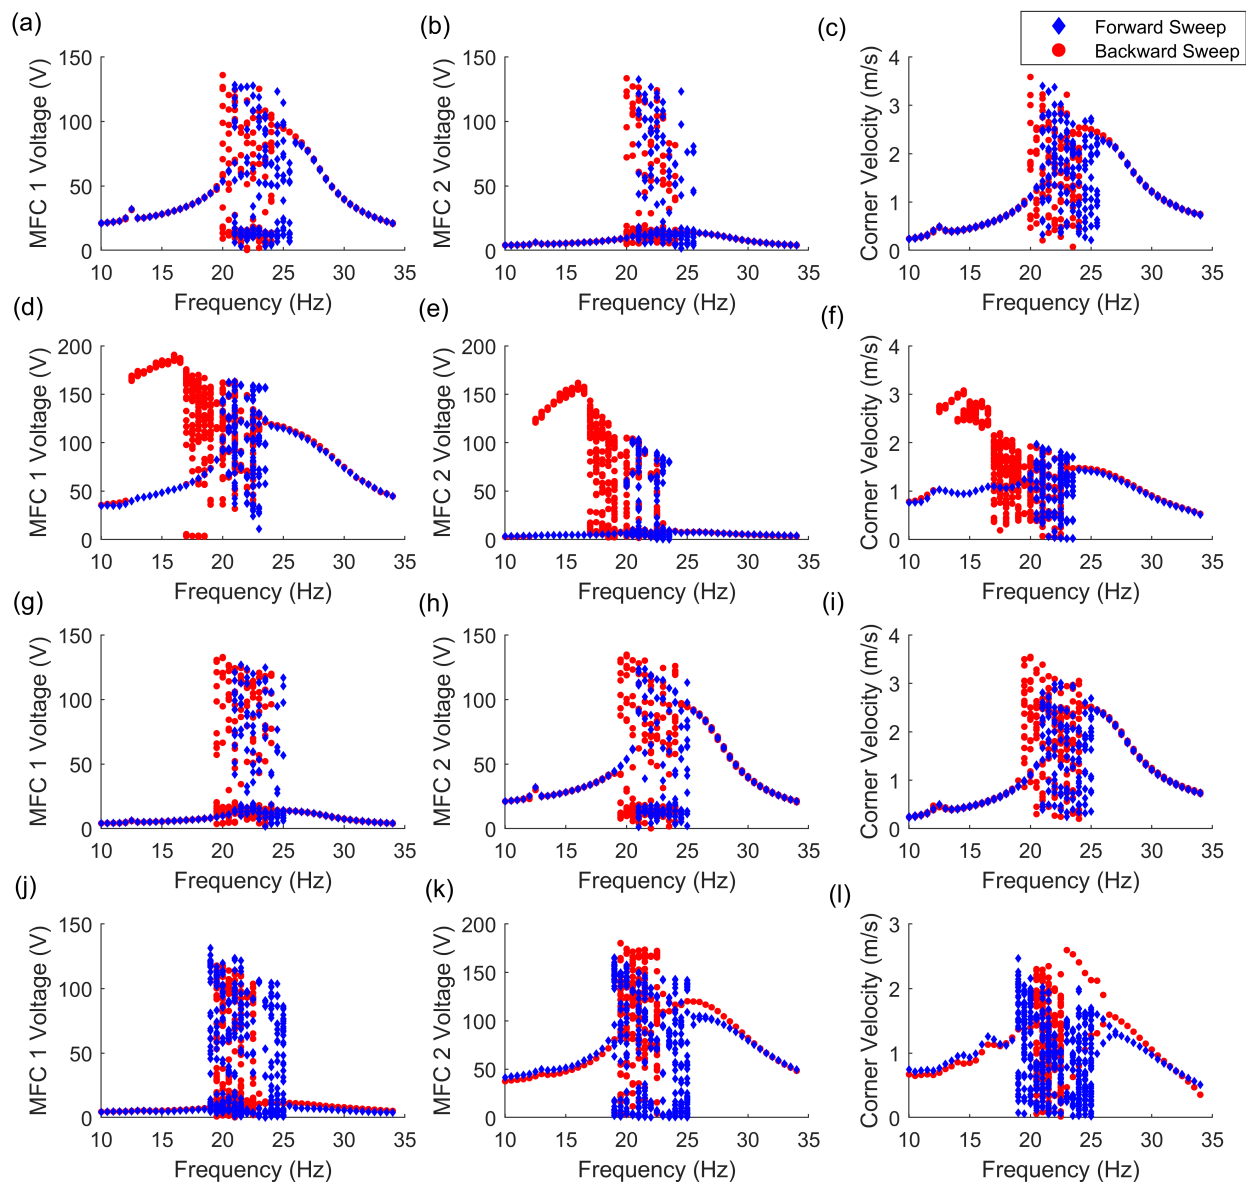 (a)
MFC 1 Voltage (V)
150
100
50
0
10 15 20 25 30 35
Frequency (Hz)
(b)
MFC 2 Voltage (V)
150
100
50
0
10 15 20 25 30 35
Frequency (Hz)
(c)
Corner Velocity (m/s)
4
3
2
1
0
10 15 20 25 30 35
Frequency (Hz)
Forward Sweep
Backward Sweep
(d)
MFC 1 Voltage (V)
200
150
100
50
0
10 15 20 25 30 35
Frequency (Hz)
(e)
MFC 2 Voltage (V)
200
150
100
50
0
10 15 20 25 30 35
Frequency (Hz)
(f)
Corner Velocity (m/s)
4
3
2
1
0
10 15 20 25 30 35
Frequency (Hz)
(g)
MFC 1 Voltage (V)
150
100
50
0
10 15 20 25 30 35
Frequency (Hz)
(h)
MFC 2 Voltage (V)
150
100
50
0
10 15 20 25 30 35
Frequency (Hz)
(i)
Corner Velocity (m/s)
4
3
2
1
0
10 15 20 25 30 35
Frequency (Hz)
(j)
MFC 1 Voltage (V)
150
100
50
0
10 15 20 25 30 35
Frequency (Hz)
(k)
MFC 2 Voltage (V)
200
150
100
50
0
10 15 20 25 30 35
Frequency (Hz)
(l)
Corner Velocity (m/s)
3
2
1
0
10 15 20 25 30 35
Frequency (Hz)